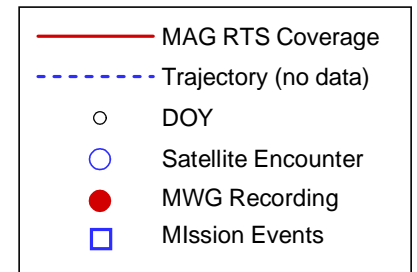 MAG RTS Coverage
Trajectory (no data)
DOY
Satellite Encounter
MWG Recording
MIssion Events